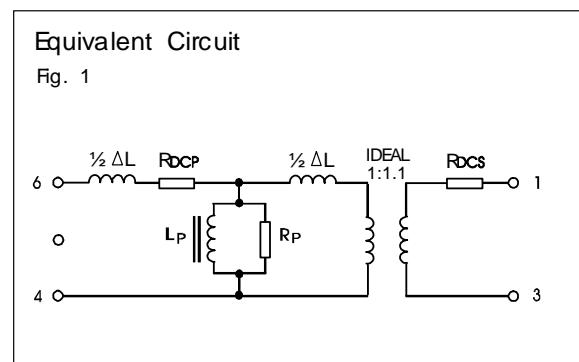 Equivalent Circuit
Fig. 1
½ ΔL
RDCP
½ ΔL
IDEAL
1:1.1
RDCS
6
1
LP
RP
4
3